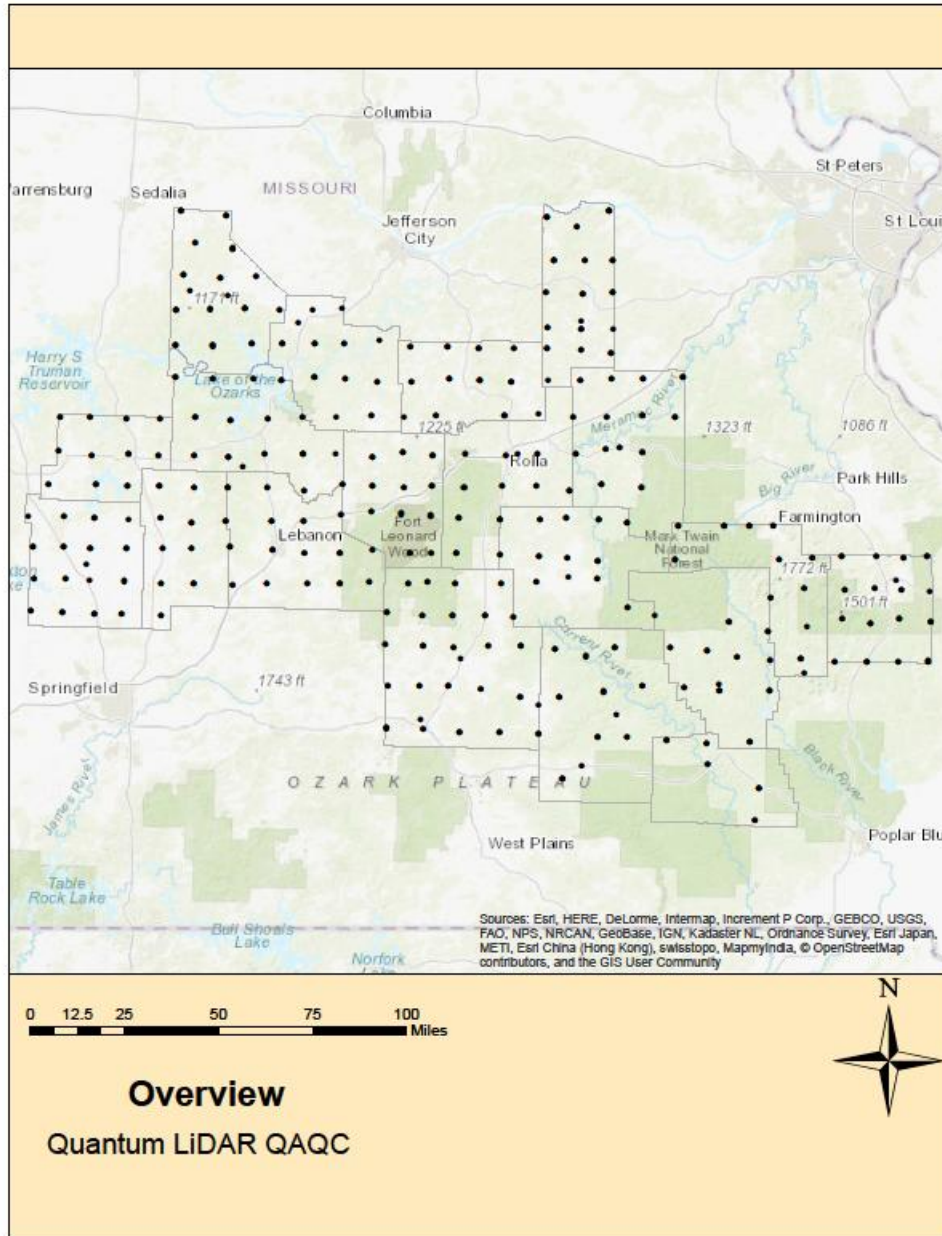 Columbia
St Peters
'arrensburg
Sedalia
MISSOURI
Jefferson
City
St Loui
1171 ft
Harry S
Truman
Reservoir
Lake of the
Ozarks
Meramec River
1225 ft
1323 ft
1086 ft
Rolla
Big River
Park Hills
Farmington
Lebanon
Fort
Leonard
Wood
Mark Twain
National
Forest
1772 ft
1501 ft
Current River
Springfield
1743 ft
James River
OZARK PLATEAU
Black River
West Plains
Poplar Blu
Table
Rock Lake
Bull Shoals
Lake
Norfork
Sources: Esri, HERE, DeLorme, Intermap, Increment P Corp., GEBCO, USGS,
FAO, NPS, NRCAN, GeoBase, IGN, Kadaster NL, Ordnance Survey, Esri Japan,
METI, Esri China (Hong Kong), swisstopo, MapmyIndia, © OpenStreetMap
contributors, and the GIS User Community
N
0 12.5 25 50 75 100
Miles
Overview
Quantum LiDAR QAQC